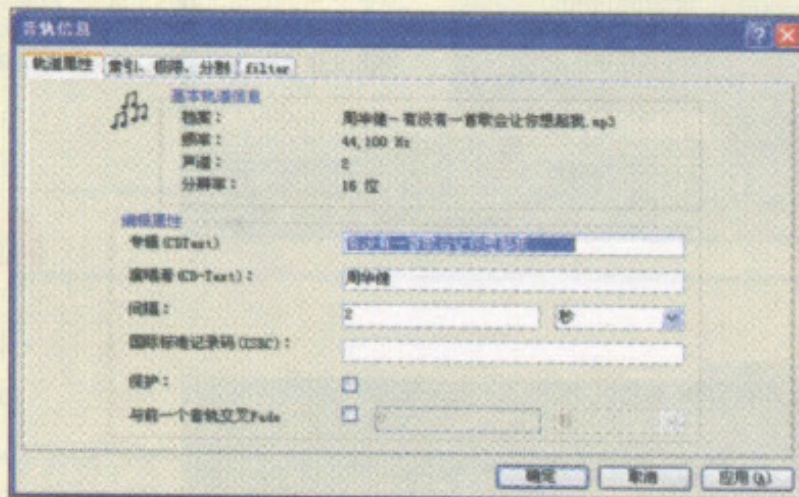 音轨信息
轨道属性 索引、极限、分割 filter
基本轨道信息
档案： 周华健-有没有一首歌会让你想起我.mp3
频率： 44,100 Hz
声道： 2
分辨率： 16 位
编辑属性
专辑(CDText)
演唱者(CD-Text)： 周华健
间隔： 2 秒
国际标准记录码(ISRC)：
保护：
与前一个音轨交叉Fade
确定 取消 应用(A)